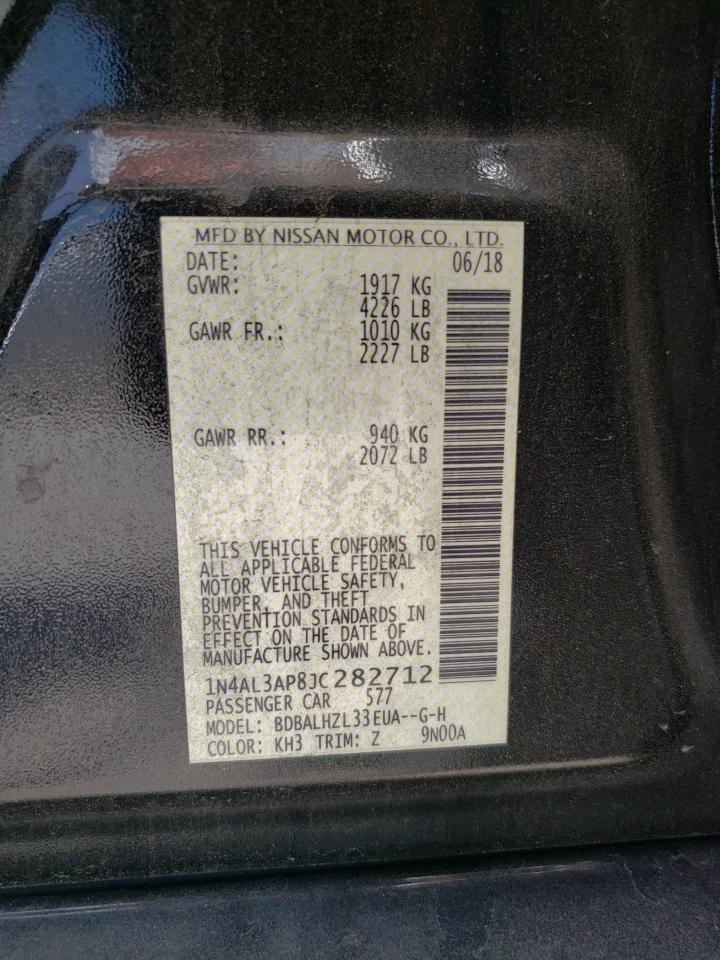 MFD BY NISSAN MOTOR CO., LTD.
DATE: 06/18
GVWR: 1917 KG
4226 LB
GAWR FR.: 1010 KG
2227 LB
GAWR RR.: 940 KG
2072 LB
THIS VEHICLE CONFORMS TO
ALL APPLICABLE FEDERAL
MOTOR VEHICLE SAFETY,
BUMPER, AND THEFT
PREVENTION STANDARDS IN
EFFECT ON THE DATE OF
MANUFACTURE SHOWN ABOVE.
1N4AL3AP8JC282712
PASSENGER CAR 577
MODEL: BDBALHZL33EUA--G-H
COLOR: KH3 TRIM: Z 9N00A